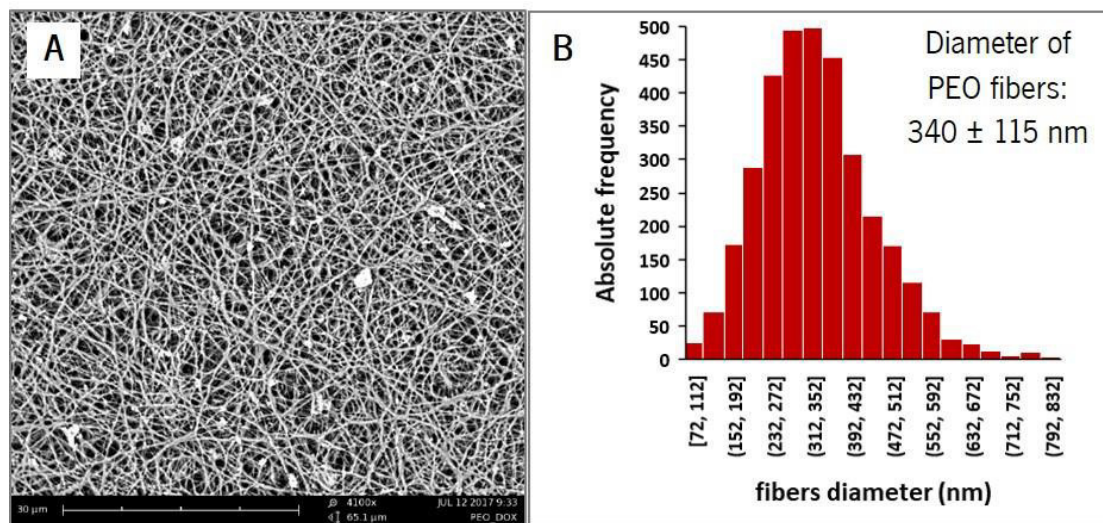 A
30 µm
4100x
JUL 12 2017 9:33
65.1 µm
PEO_DOX
B
Diameter of
PEO fibers:
340 ± 115 nm
Absolute frequency
500
450
400
350
300
250
200
150
100
50
0
[72, 112]
(152, 192]
(232, 272]
(312, 352]
(392, 432]
(472, 512]
(552, 592]
(632, 672]
(712, 752]
(792, 832]
fibers diameter (nm)